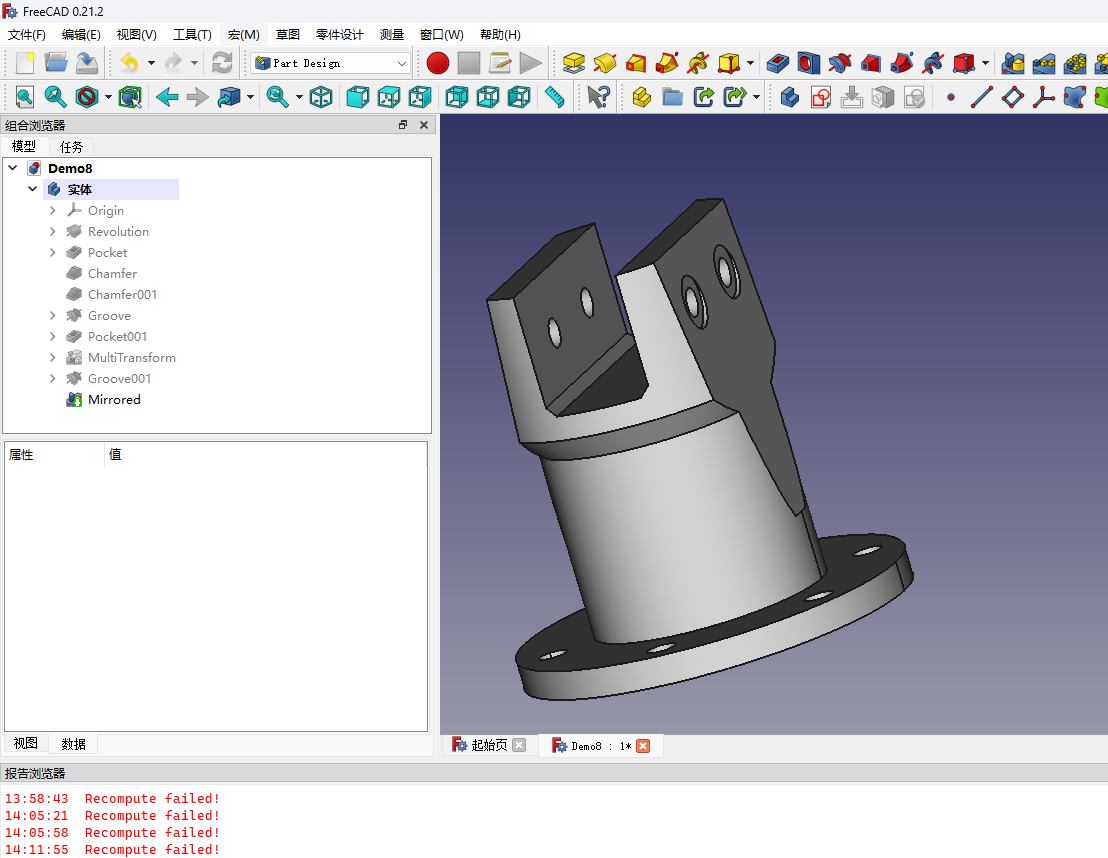 FreeCAD 0.21.2
文件(F) 编辑(E) 视图(V) 工具(T) 宏(M) 草图 零件设计 测量 窗口(W) 帮助(H)
Part Design
组合浏览器
模型 任务
Demo8
实体
Origin
Revolution
Pocket
Chamfer
Chamfer001
Groove
Pocket001
MultiTransform
Groove001
Mirrored
属性 值
视图 数据
起始页 Demo8 : 1*
报告浏览器
13:58:43 Recompute failed!
14:05:21 Recompute failed!
14:05:58 Recompute failed!
14:11:55 Recompute failed!